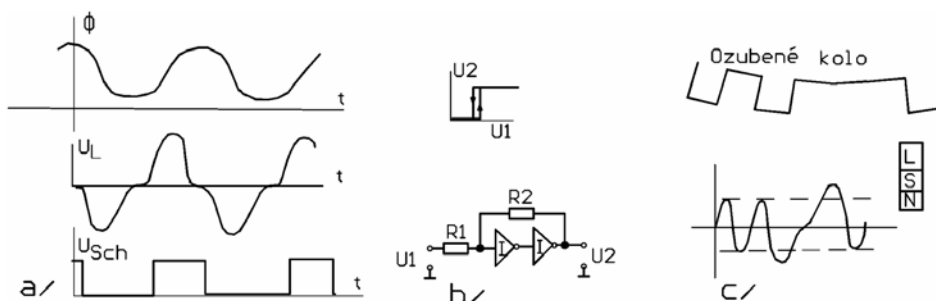 ϕ
t
U_L
t
U_Sch
t
a/
U2
U1
R2
R1
U1
I
I
U2
b/
Ozubené kolo
L
S
N
c/